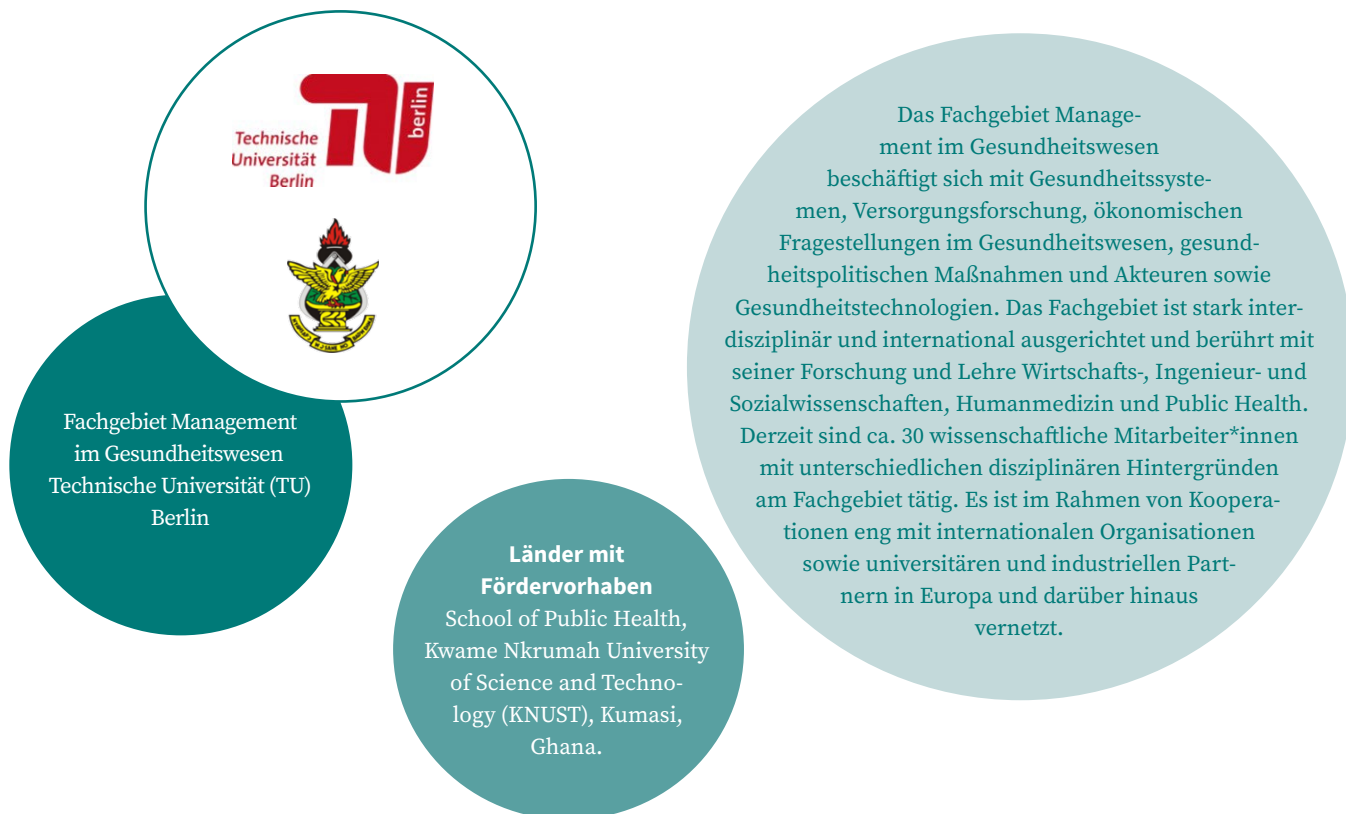 Technische
Universität
Berlin
berlin
Fachgebiet Management
im Gesundheitswesen
Technische Universität (TU)
Berlin
Länder mit
Fördervorhaben
School of Public Health,
Kwame Nkrumah University
of Science and Techno-
logy (KNUST), Kumasi,
Ghana.
Das Fachgebiet Manage-
ment im Gesundheitswesen
beschäftigt sich mit Gesundheitssyste-
men, Versorgungsforschung, ökonomischen
Fragestellungen im Gesundheitswesen, gesund-
heitspolitischen Maßnahmen und Akteuren sowie
Gesundheitstechnologien. Das Fachgebiet ist stark inter-
disziplinär und international ausgerichtet und berührt mit
seiner Forschung und Lehre Wirtschafts-, Ingenieur- und
Sozialwissenschaften, Humanmedizin und Public Health.
Derzeit sind ca. 30 wissenschaftliche Mitarbeiter*innen
mit unterschiedlichen disziplinären Hintergründen
am Fachgebiet tätig. Es ist im Rahmen von Koopera-
tionen eng mit internationalen Organisationen
sowie universitären und industriellen Part-
nern in Europa und darüber hinaus
vernetzt.